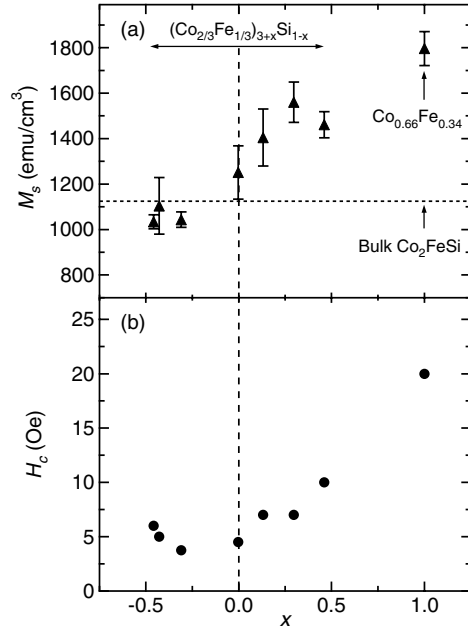 (a)
(Co2/3Fe1/3)3+xSi1-x
1800
1600
1400
1200
1000
800
Ms (emu/cm3)
Co0.66Fe0.34
Bulk Co2FeSi
(b)
25
20
15
10
5
0
Hc (Oe)
-0.5
0.0
0.5
1.0
x